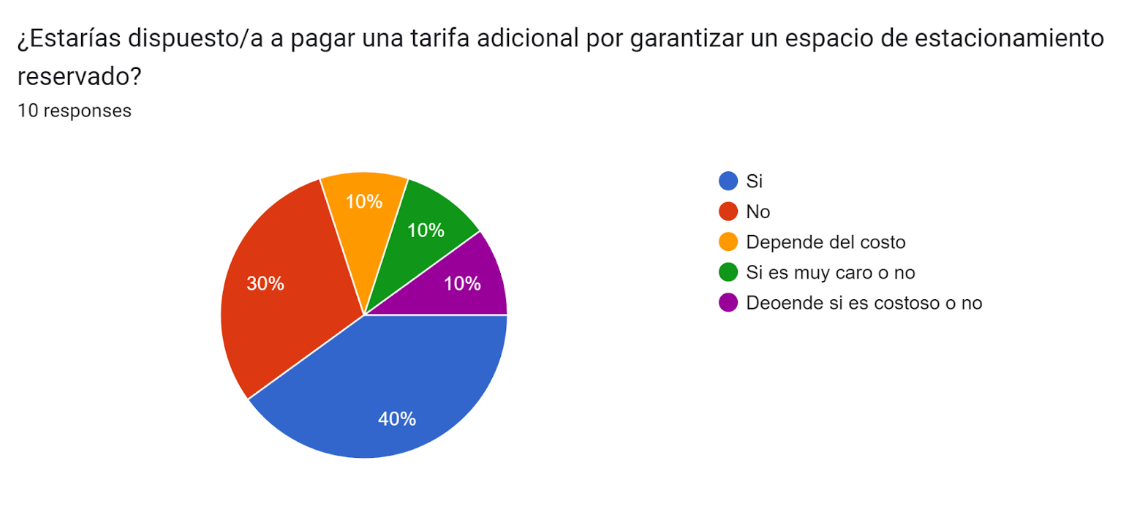 ¿Estarías dispuesto/a a pagar una tarifa adicional por garantizar un espacio de estacionamiento
reservado?
10 responses
10%
10%
30%
10%
40%
Si
No
Depende del costo
Si es muy caro o no
Deoende si es costoso o no